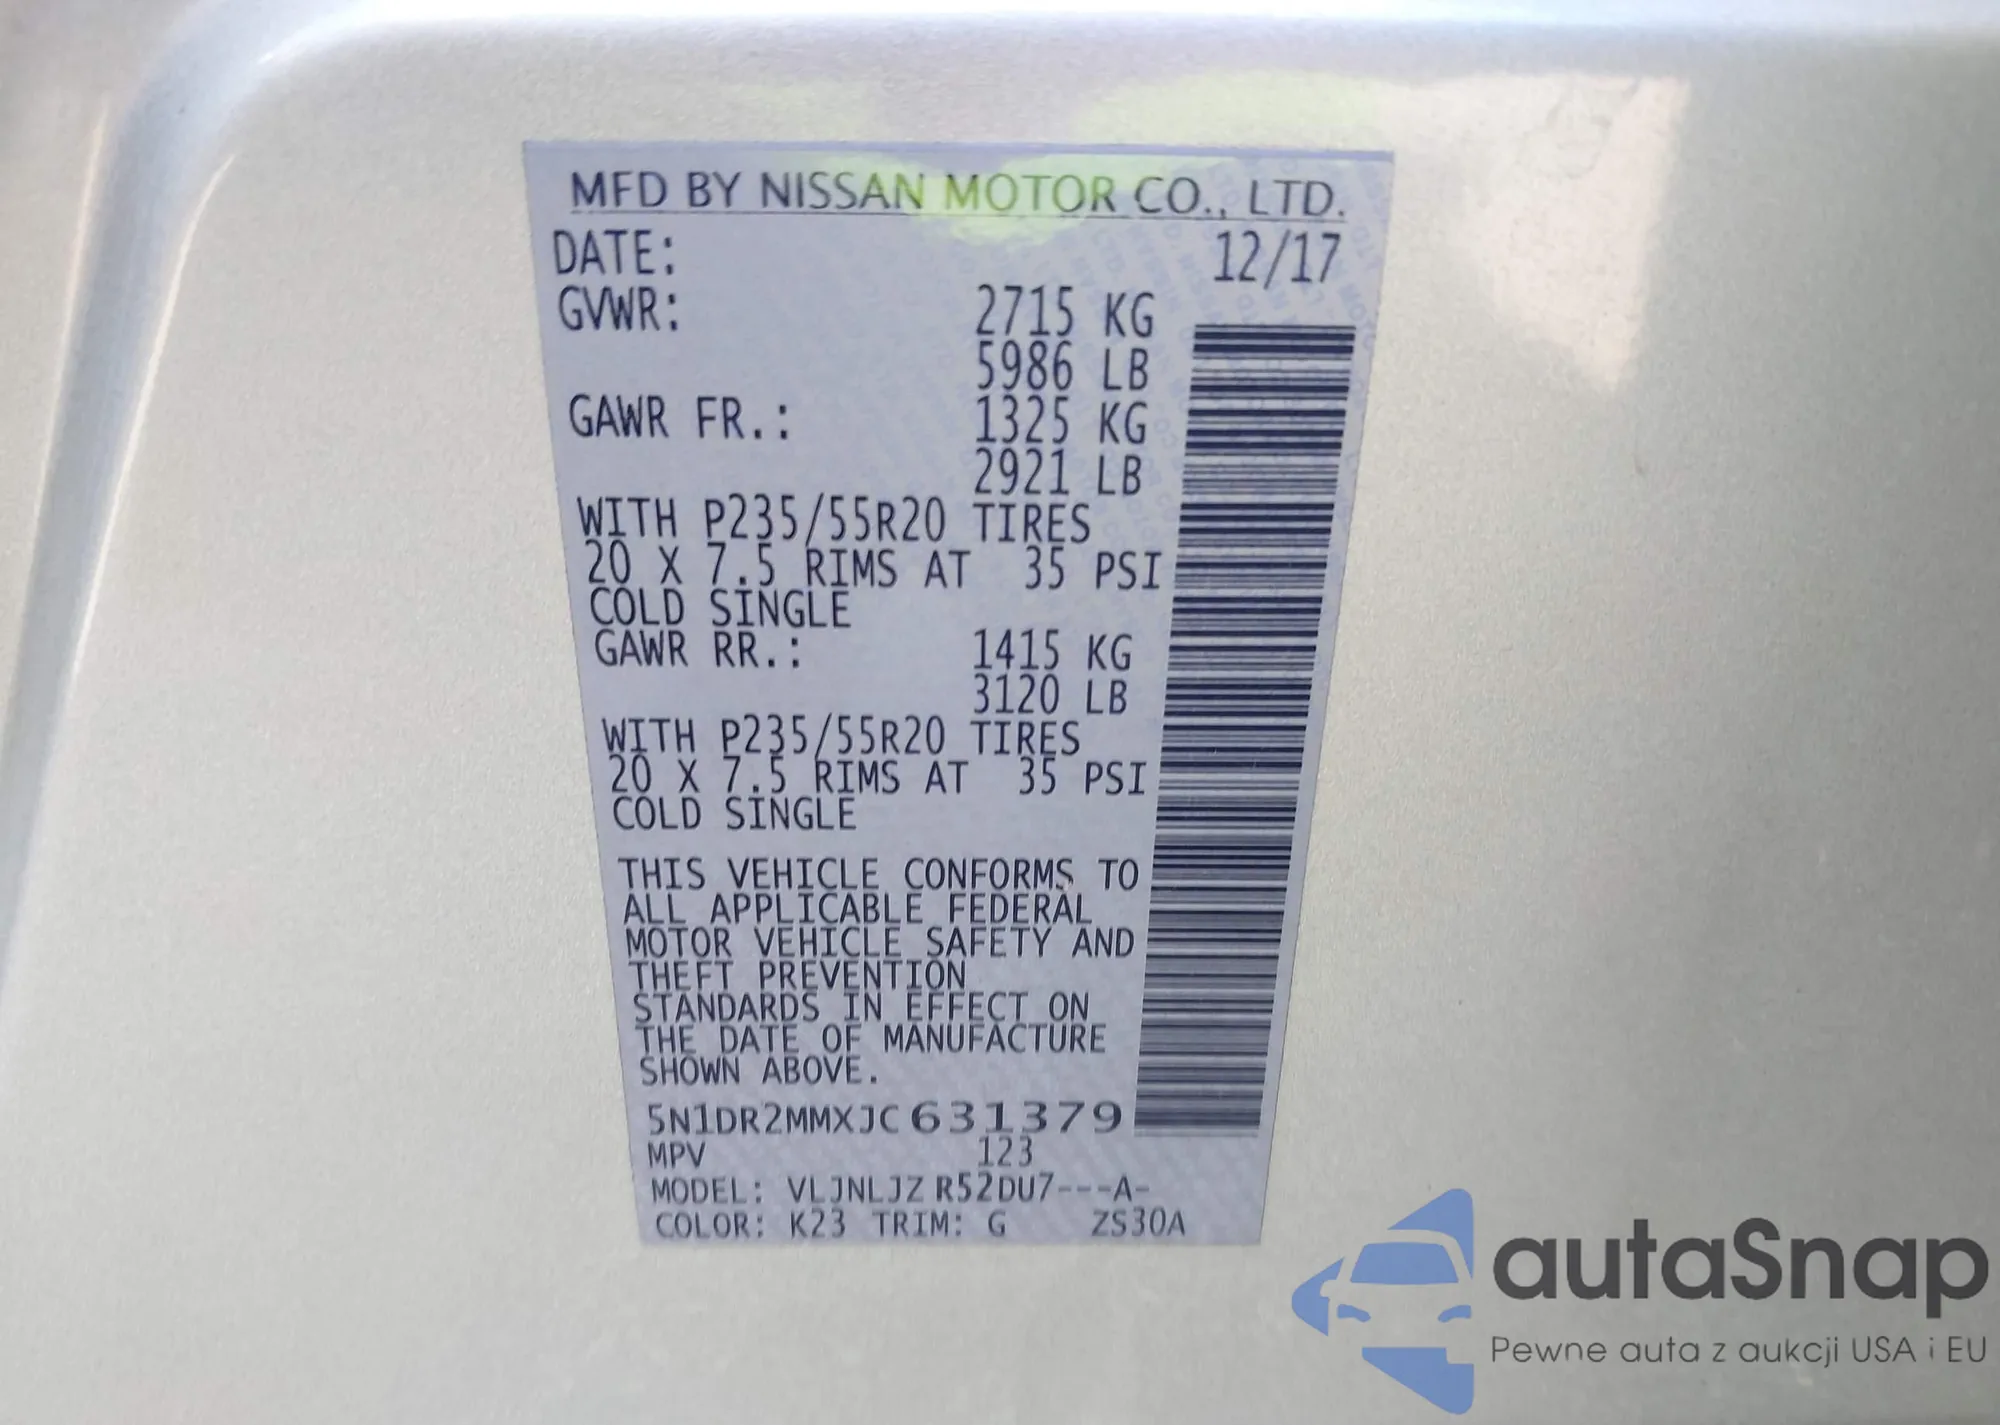 MFD BY NISSAN MOTOR CO., LTD.
DATE: 12/17
GVWR: 2715 KG
5986 LB
GAWR FR.: 1325 KG
2921 LB
WITH P235/55R20 TIRES
20 X 7.5 RIMS AT 35 PSI
COLD SINGLE
GAWR RR.: 1415 KG
3120 LB
WITH P235/55R20 TIRES
20 X 7.5 RIMS AT 35 PSI
COLD SINGLE
THIS VEHICLE CONFORMS TO
ALL APPLICABLE FEDERAL
MOTOR VEHICLE SAFETY AND
THEFT PREVENTION
STANDARDS IN EFFECT ON
THE DATE OF MANUFACTURE
SHOWN ABOVE.
5N1DR2MMXJC631379
MPV 123
MODEL: VLJNLJZ R52DU7---A-
COLOR: K23 TRIM: G ZS30A
autaSnap
Pewne auta z aukcji USA i EU